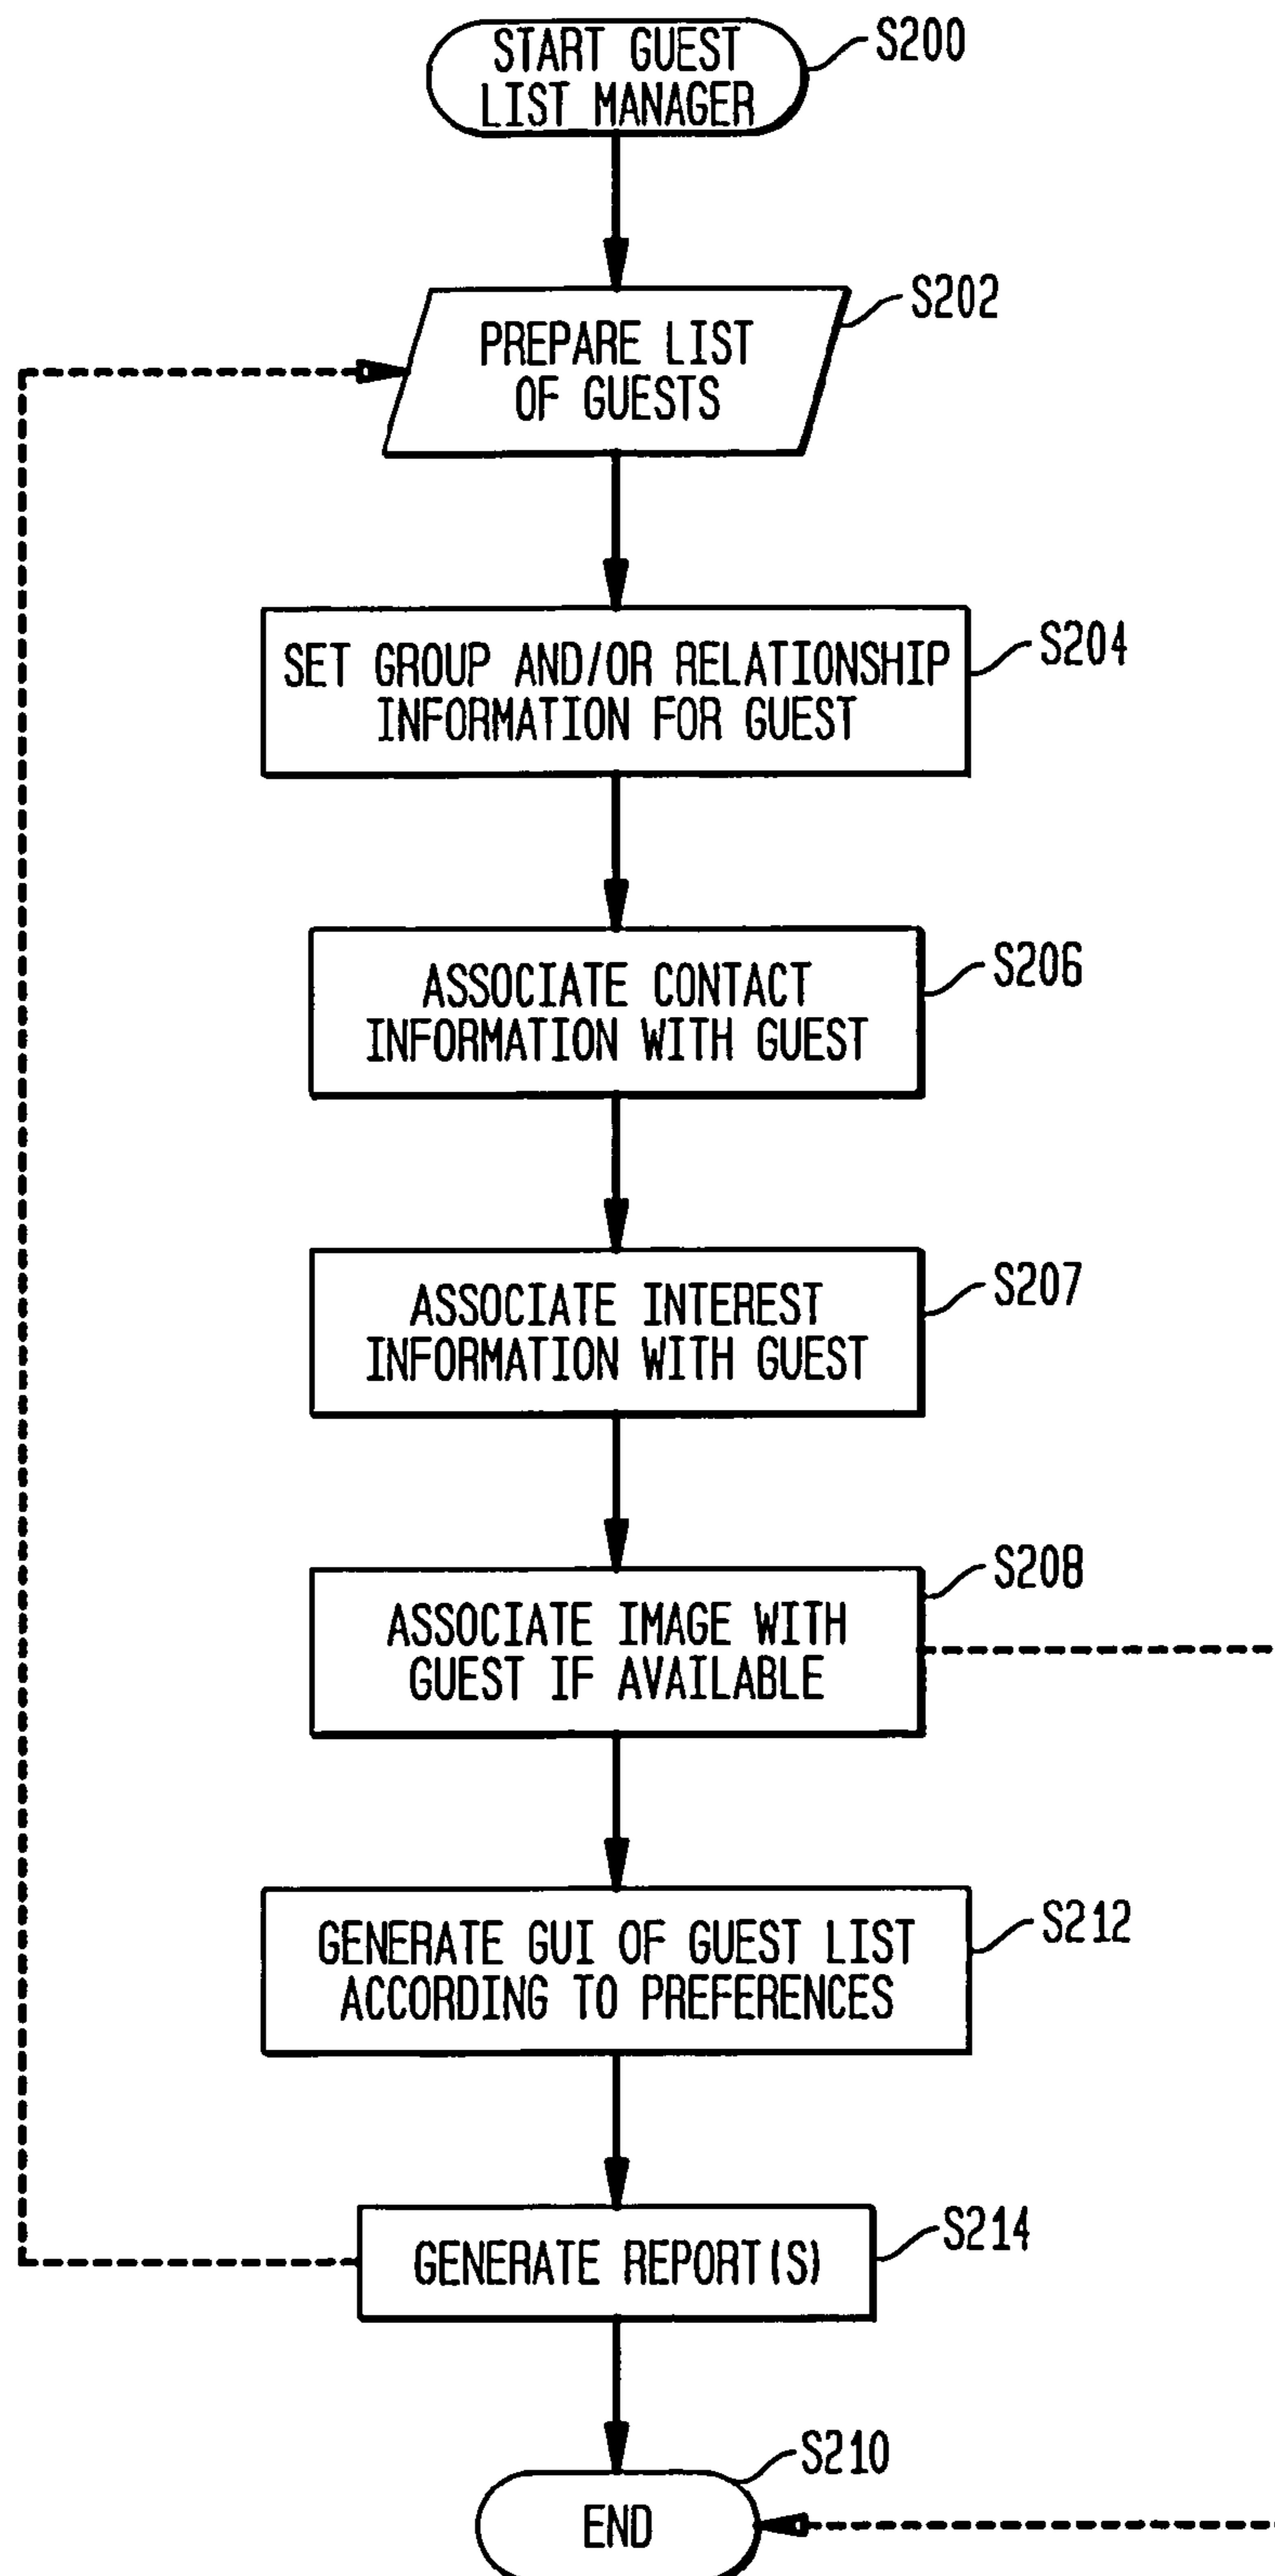 START GUEST
LIST MANAGER
S200
PREPARE LIST
OF GUESTS
S202
SET GROUP AND/OR RELATIONSHIP
INFORMATION FOR GUEST
S204
ASSOCIATE CONTACT
INFORMATION WITH GUEST
S206
ASSOCIATE INTEREST
INFORMATION WITH GUEST
S207
ASSOCIATE IMAGE WITH
GUEST IF AVAILABLE
S208
GENERATE GUI OF GUEST LIST
ACCORDING TO PREFERENCES
S212
GENERATE REPORT(S)
S214
END
S210